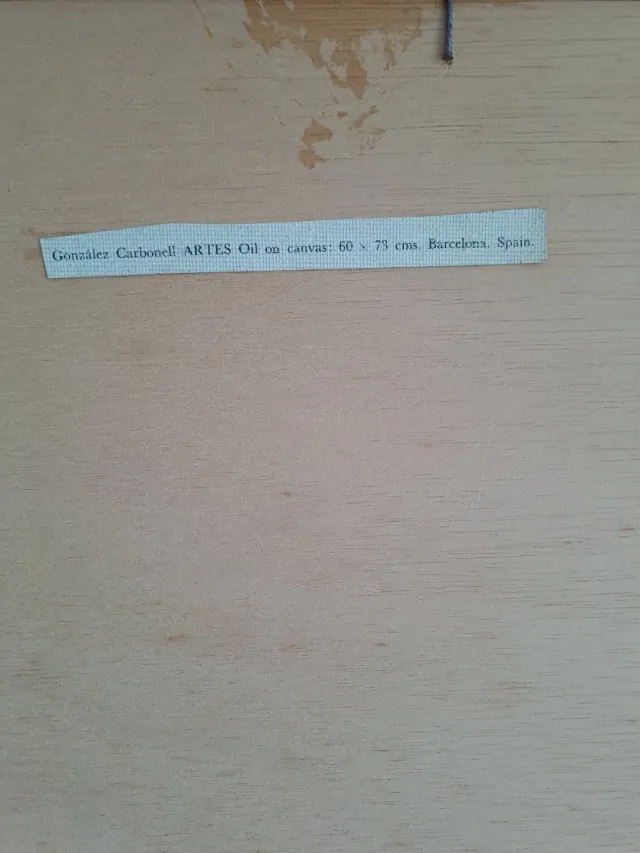 González Carbonell ARTES Oil on canvas: 60 × 73 cms. Barcelona. Spain.